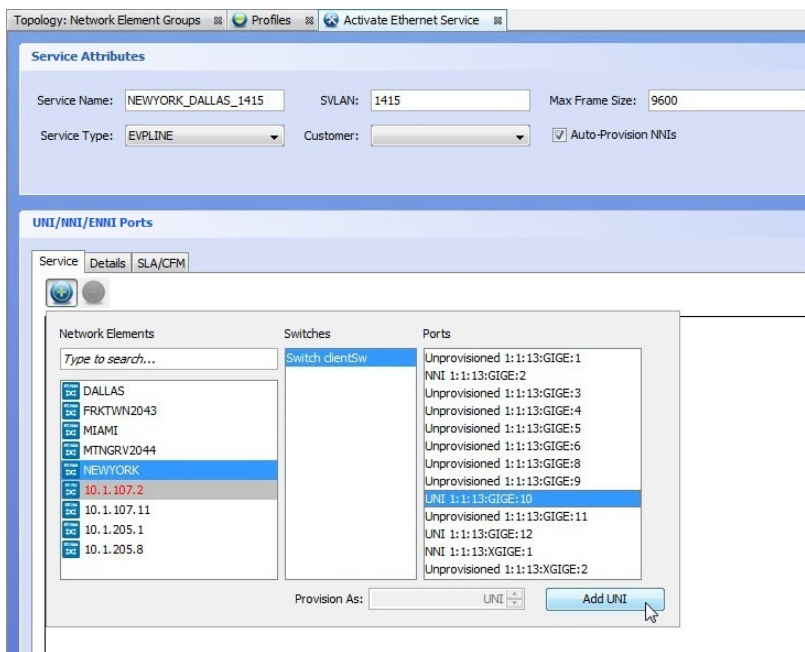 Topology: Network Element Groups Profiles Activate Ethernet Service
Service Attributes
Service Name: NEWYORK_DALLAS_1415 SVLAN: 1415 Max Frame Size: 9600
Service Type: EVPLINE Customer: Auto-Provision NNIs
UNI/NNI/ENNI Ports
Service Details SLA/CFM
Network Elements Switches Ports
Type to search...
DALLAS
FRKTWN2043
MIAMI
MTNGRV2044
NEWYORK
10.1.107.2
10.1.107.11
10.1.205.1
10.1.205.8
Switch clientSw
Unprovisioned 1:1:13:GIGE:1
NNI 1:1:13:GIGE:2
Unprovisioned 1:1:13:GIGE:3
Unprovisioned 1:1:13:GIGE:4
Unprovisioned 1:1:13:GIGE:5
Unprovisioned 1:1:13:GIGE:6
Unprovisioned 1:1:13:GIGE:8
Unprovisioned 1:1:13:GIGE:9
UNI 1:1:13:GIGE:10
Unprovisioned 1:1:13:GIGE:11
UNI 1:1:13:GIGE:12
NNI 1:1:13:XGIGE:1
Unprovisioned 1:1:13:XGIGE:2
Provision As: UNI Add UNI